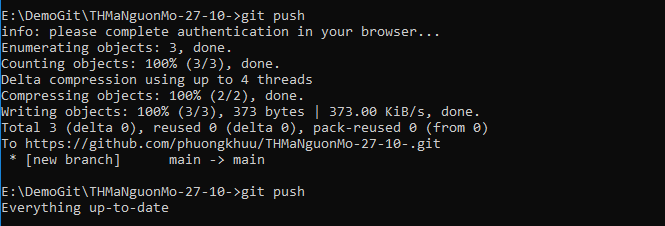 E:\DemoGit\THMaNguonMo-27-10->git push
info: please complete authentication in your browser...
Enumerating objects: 3, done.
Counting objects: 100% (3/3), done.
Delta compression using up to 4 threads
Compressing objects: 100% (2/2), done.
Writing objects: 100% (3/3), 373 bytes | 373.00 KiB/s, done.
Total 3 (delta 0), reused 0 (delta 0), pack-reused 0 (from 0)
To https://github.com/phuongkhuu/THMaNguonMo-27-10-.git
 * [new branch]      main -> main
E:\DemoGit\THMaNguonMo-27-10->git push
Everything up-to-date